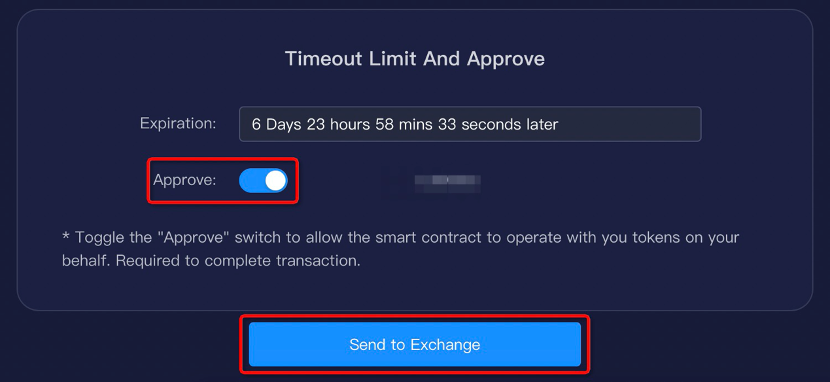 Timeout Limit And Approve
Expiration: 6 Days 23 hours 58 mins 33 seconds later
Approve:
* Toggle the "Approve" switch to allow the smart contract to operate with you tokens on your
behalf. Required to complete transaction.
Send to Exchange